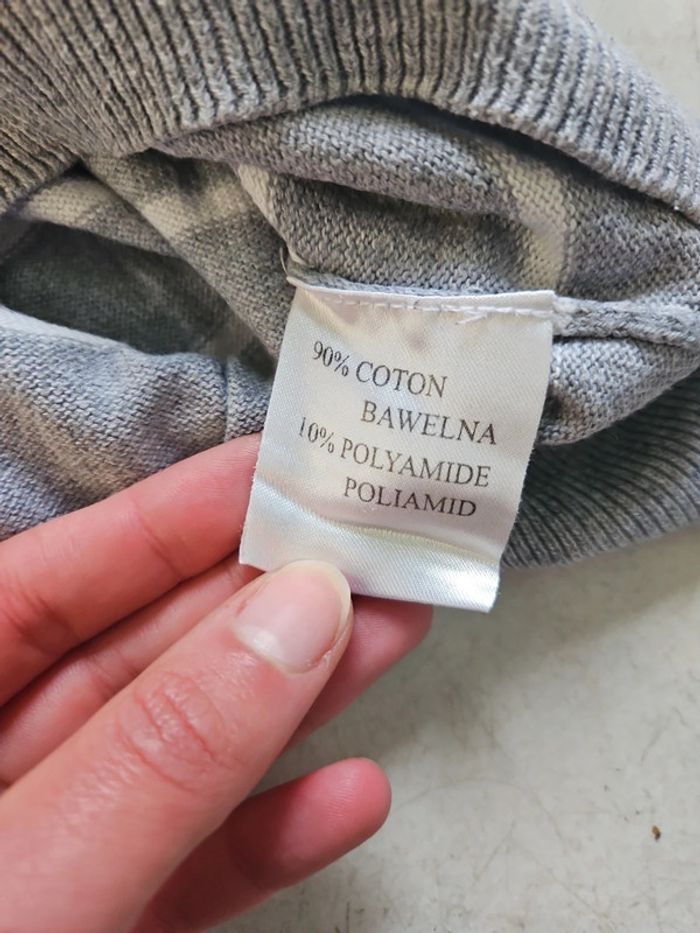 90% COTON
BAWELNA
10% POLYAMIDE
POLIAMID